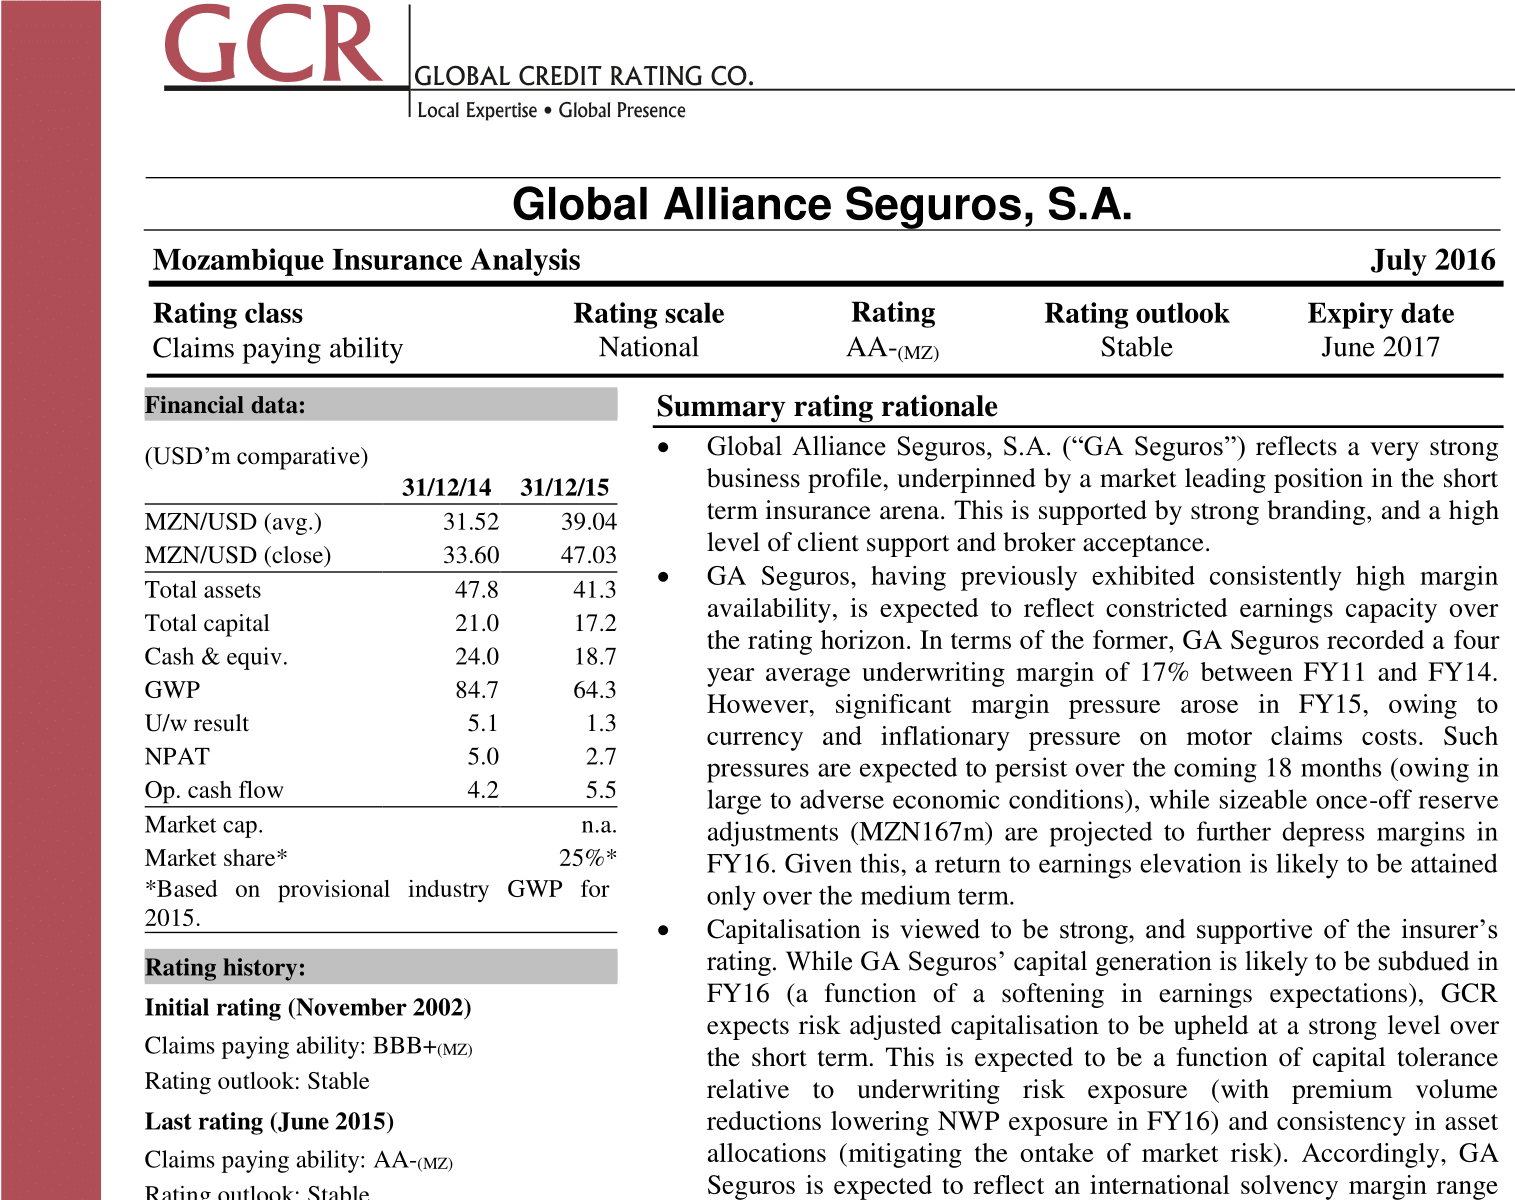 GCR
GLOBAL CREDIT RATING CO.
Local Expertise • Global Presence
Global Alliance Seguros, S.A.
Mozambique Insurance Analysis July 2016
Rating class Rating scale Rating Rating outlook Expiry date
Claims paying ability National AA-(MZ) Stable June 2017
Financial data:
(USD’m comparative)
31/12/14 31/12/15
MZN/USD (avg.) 31.52 39.04
MZN/USD (close) 33.60 47.03
Total assets 47.8 41.3
Total capital 21.0 17.2
Cash & equiv. 24.0 18.7
GWP 84.7 64.3
U/w result 5.1 1.3
NPAT 5.0 2.7
Op. cash flow 4.2 5.5
Market cap. n.a.
Market share* 25%*
*Based on provisional industry GWP for
2015.
Rating history:
Initial rating (November 2002)
Claims paying ability: BBB+(MZ)
Rating outlook: Stable
Last rating (June 2015)
Claims paying ability: AA-(MZ)
Rating outlook: Stable
Summary rating rationale
• Global Alliance Seguros, S.A. (“GA Seguros”) reflects a very strong
business profile, underpinned by a market leading position in the short
term insurance arena. This is supported by strong branding, and a high
level of client support and broker acceptance.
• GA Seguros, having previously exhibited consistently high margin
availability, is expected to reflect constricted earnings capacity over
the rating horizon. In terms of the former, GA Seguros recorded a four
year average underwriting margin of 17% between FY11 and FY14.
However, significant margin pressure arose in FY15, owing to
currency and inflationary pressure on motor claims costs. Such
pressures are expected to persist over the coming 18 months (owing in
large to adverse economic conditions), while sizeable once-off reserve
adjustments (MZN167m) are projected to further depress margins in
FY16. Given this, a return to earnings elevation is likely to be attained
only over the medium term.
• Capitalisation is viewed to be strong, and supportive of the insurer’s
rating. While GA Seguros’ capital generation is likely to be subdued in
FY16 (a function of a softening in earnings expectations), GCR
expects risk adjusted capitalisation to be upheld at a strong level over
the short term. This is expected to be a function of capital tolerance
relative to underwriting risk exposure (with premium volume
reductions lowering NWP exposure in FY16) and consistency in asset
allocations (mitigating the ontake of market risk). Accordingly, GA
Seguros is expected to reflect an international solvency margin range